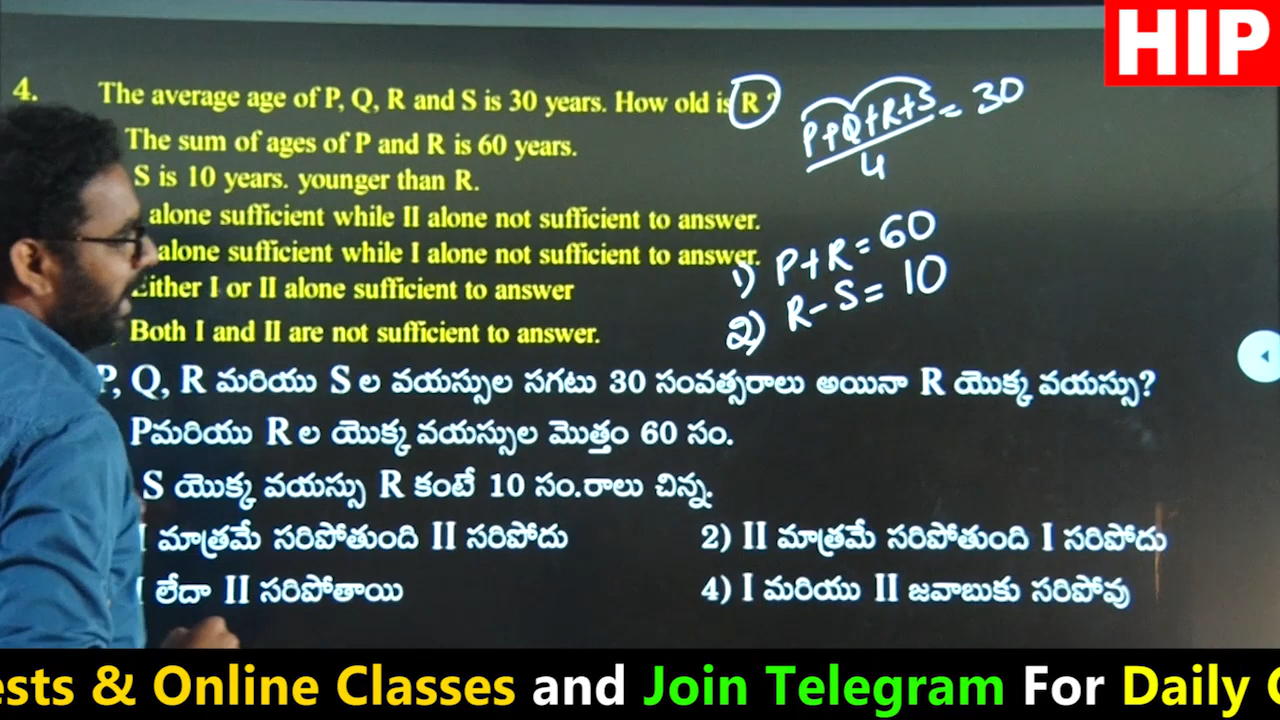 HIP
4. The average age of P, Q, R and S is 30 years. How old is R ?
The sum of ages of P and R is 60 years.
S is 10 years. younger than R.
alone sufficient while II alone not sufficient to answer.
alone sufficient while I alone not sufficient to answer.
Either I or II alone sufficient to answer
Both I and II are not sufficient to answer.
P+Q+R+S = 30
4
1) P+R = 60
2) R-S = 10
P, Q, R మరియు S ల వయస్సుల సగటు 30 సంవత్సరాలు అయినా R యొక్క వయస్సు?
Pమరియు R ల యొక్క వయస్సుల మొత్తం 60 సం.
S యొక్క వయస్సు R కంటే 10 సం.రాలు చిన్న.
I మాత్రమే సరిపోతుంది II సరిపోదు
2) II మాత్రమే సరిపోతుంది I సరిపోదు
I లేదా II సరిపోతాయి
4) I మరియు II జవాబుకు సరిపోవు
ests & Online Classes and Join Telegram For Daily